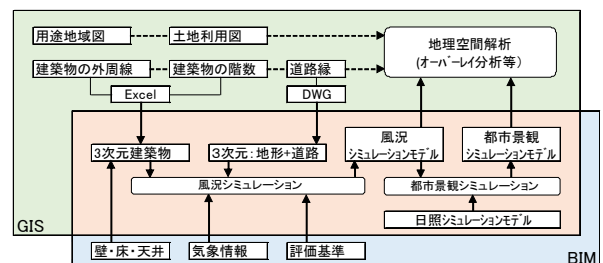 用途地域図
土地利用図
地理空間解析
(オーバーレイ分析等)
建築物の外周線
建築物の階数
道路縁
Excel
DWG
3次元建築物
3次元：地形+道路
風況
シミュレーションモデル
都市景観
シミュレーションモデル
風況シミュレーション
都市景観シミュレーション
日照シミュレーションモデル
GIS
壁・床・天井
気象情報
評価基準
BIM